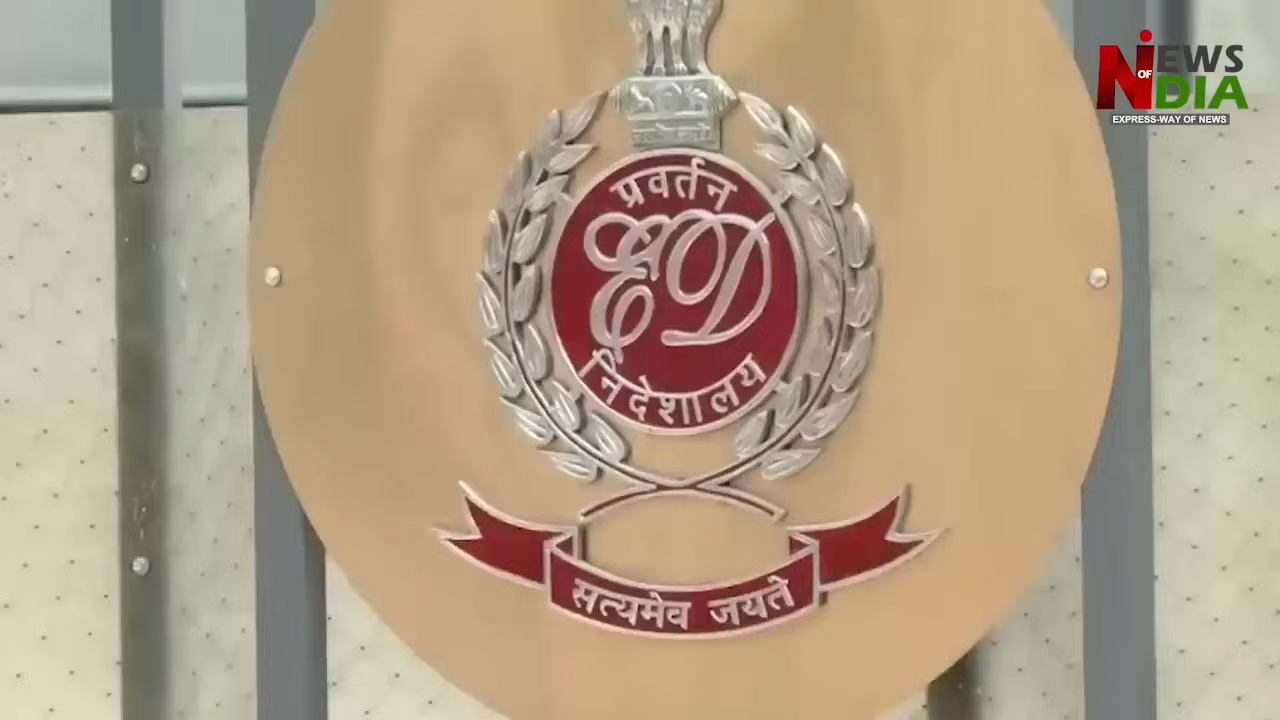 NEWS
OF
INDIA
EXPRESS-WAY OF NEWS
प्रवर्तन
ED
निदेशालय
सत्यमेव जयते